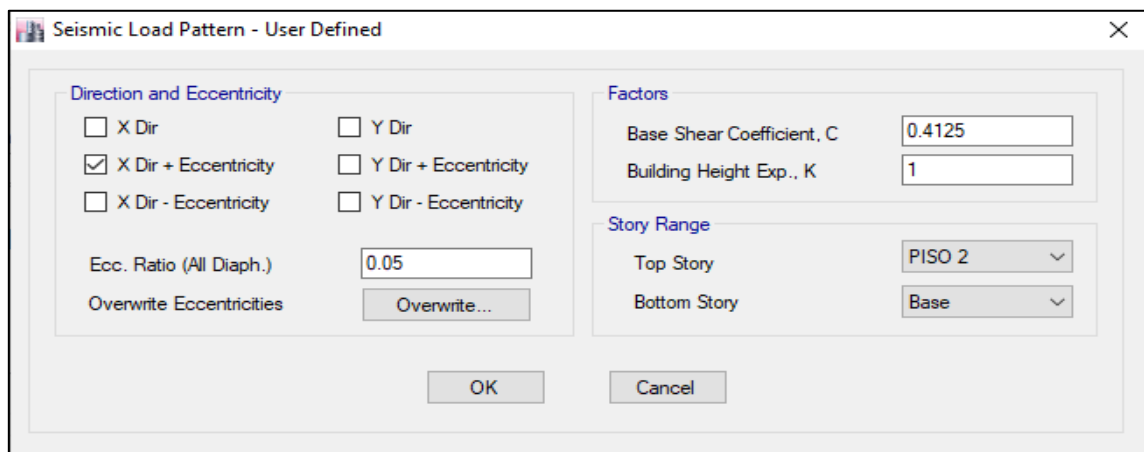 Seismic Load Pattern - User Defined
Direction and Eccentricity
X Dir
Y Dir
X Dir + Eccentricity
Y Dir + Eccentricity
X Dir - Eccentricity
Y Dir - Eccentricity
Ecc. Ratio (All Diaph.) 0.05
Overwrite Eccentricities Overwrite...
Factors
Base Shear Coefficient, C 0.4125
Building Height Exp., K 1
Story Range
Top Story PISO 2
Bottom Story Base
OK
Cancel